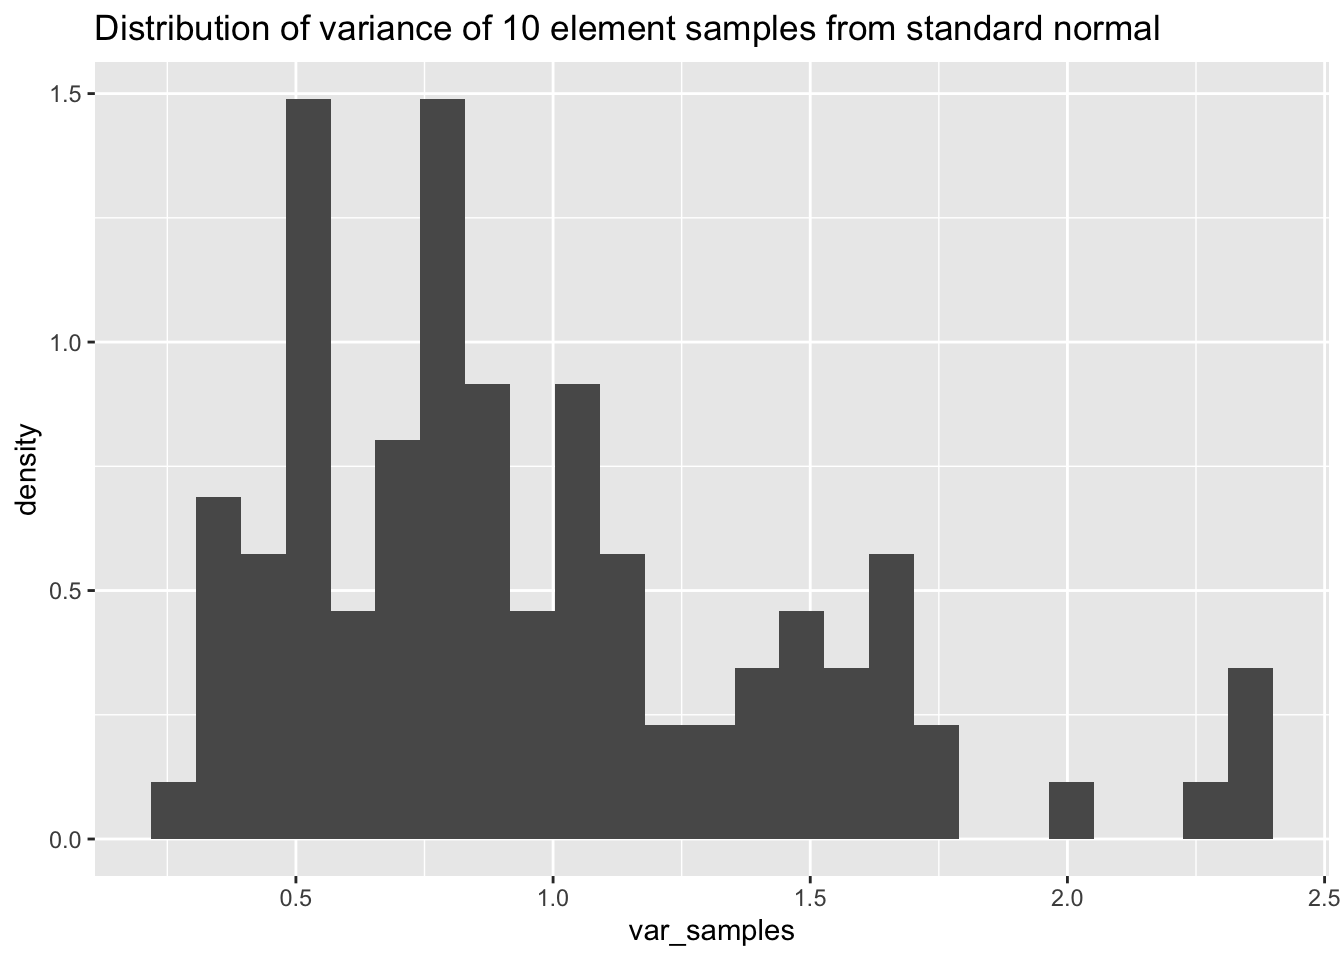 Distribution of variance of 10 element samples from standard normal
1.5
1.0
0.5
0.0
density
0.5 1.0 1.5 2.0 2.5
var_samples